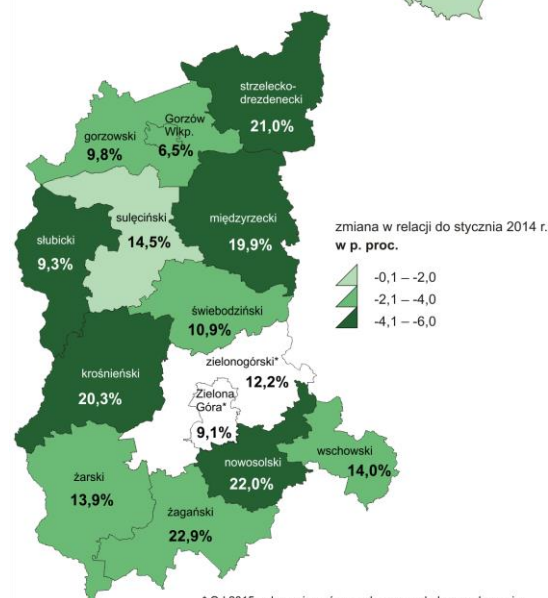 strzelecko-
drezdenecki
21,0%
Gorzów
Wlkp.
6,5%
gorzowski
9,8%
sulęciński
14,5%
międzyrzecki
19,9%
słubicki
9,3%
zmiana w relacji do stycznia 2014 r.
w p. proc.
-0,1 – -2,0
-2,1 – -4,0
-4,1 – -6,0
świebodziński
10,9%
zielonogórski*
12,2%
krośnieński
20,3%
Zielona
Góra*
9,1%
nowosolski
22,0%
wschowski
14,0%
żarski
13,9%
żagański
22,9%